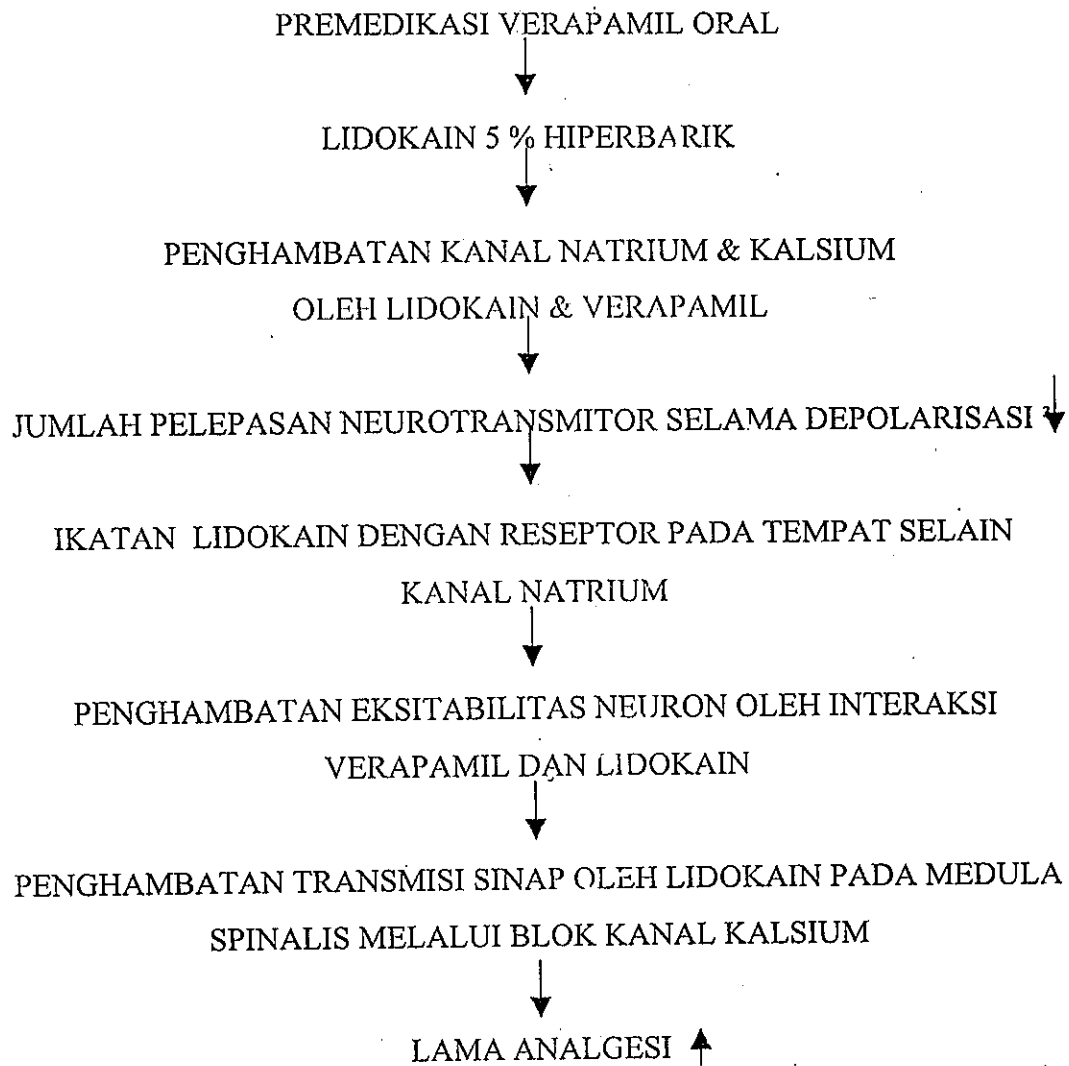 PREMEDIKASI VERAPAMIL ORAL
LIDOKAIN 5 % HIPERBARIK
PENGHAMBATAN KANAL NATRIUM & KALSIUM
OLEH LIDOKAIN & VERAPAMIL
JUMLAH PELEPASAN NEUROTRANSMITOR SELAMA DEPOLARISASI
IKATAN LIDOKAIN DENGAN RESEPTOR PADA TEMPAT SELAIN
KANAL NATRIUM
PENGHAMBATAN EKSITABILITAS NEURON OLEH INTERAKSI
VERAPAMIL DAN LIDOKAIN
PENGHAMBATAN TRANSMISI SINAP OLEH LIDOKAIN PADA MEDULA
SPINALIS MELALUI BLOK KANAL KALSIUM
LAMA ANALGESI